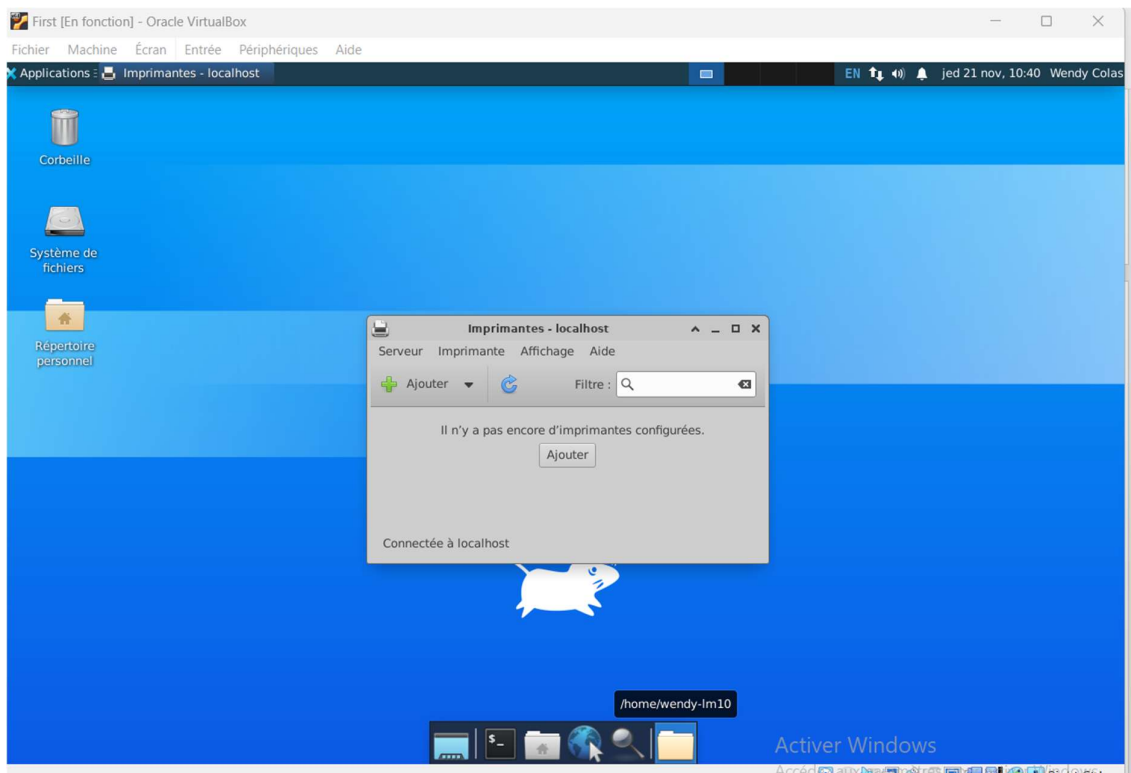 First [En fonction] - Oracle VirtualBox
Fichier Machine Écran Entrée Périphériques Aide
Applications Imprimantes - localhost EN jed 21 nov, 10:40 Wendy Colas
Corbeille
Système de
fichiers
Répertoire
personnel
Imprimantes - localhost
Serveur Imprimante Affichage Aide
Ajouter Filtre :
Il n'y a pas encore d'imprimantes configurées.
Ajouter
Connectée à localhost
/home/wendy-lm10
$_
Activer Windows